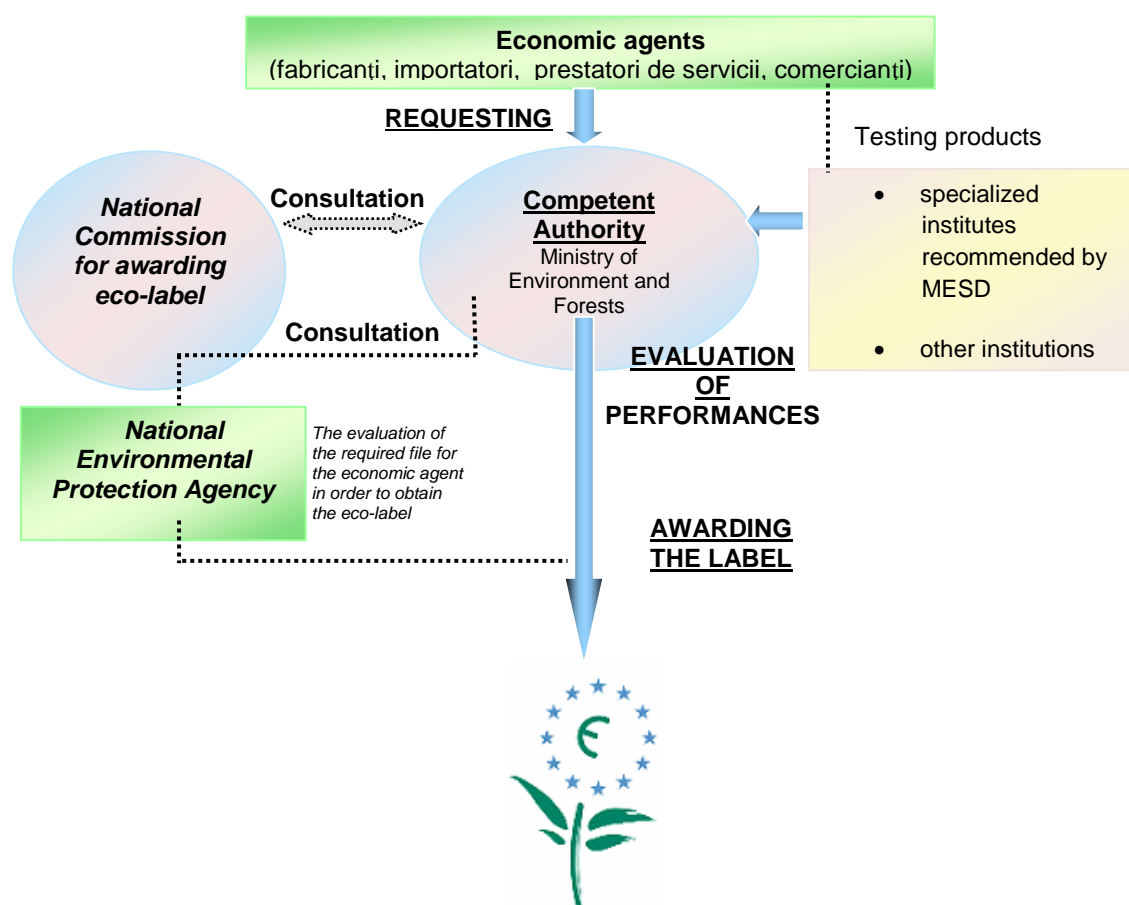 Economic agents
(fabricanți, importatori, prestatori de servicii, comercianți)
REQUESTING
Testing products
National
Commission
for awarding
eco-label
Consultation
Competent
Authority
Ministry of
Environment and
Forests
• specialized
institutes
recommended by
MESD
• other institutions
Consultation
EVALUATION
OF
PERFORMANCES
National
Environmental
Protection Agency
The evaluation of
the required file for
the economic agent
in order to obtain
the eco-label
AWARDING
THE LABEL